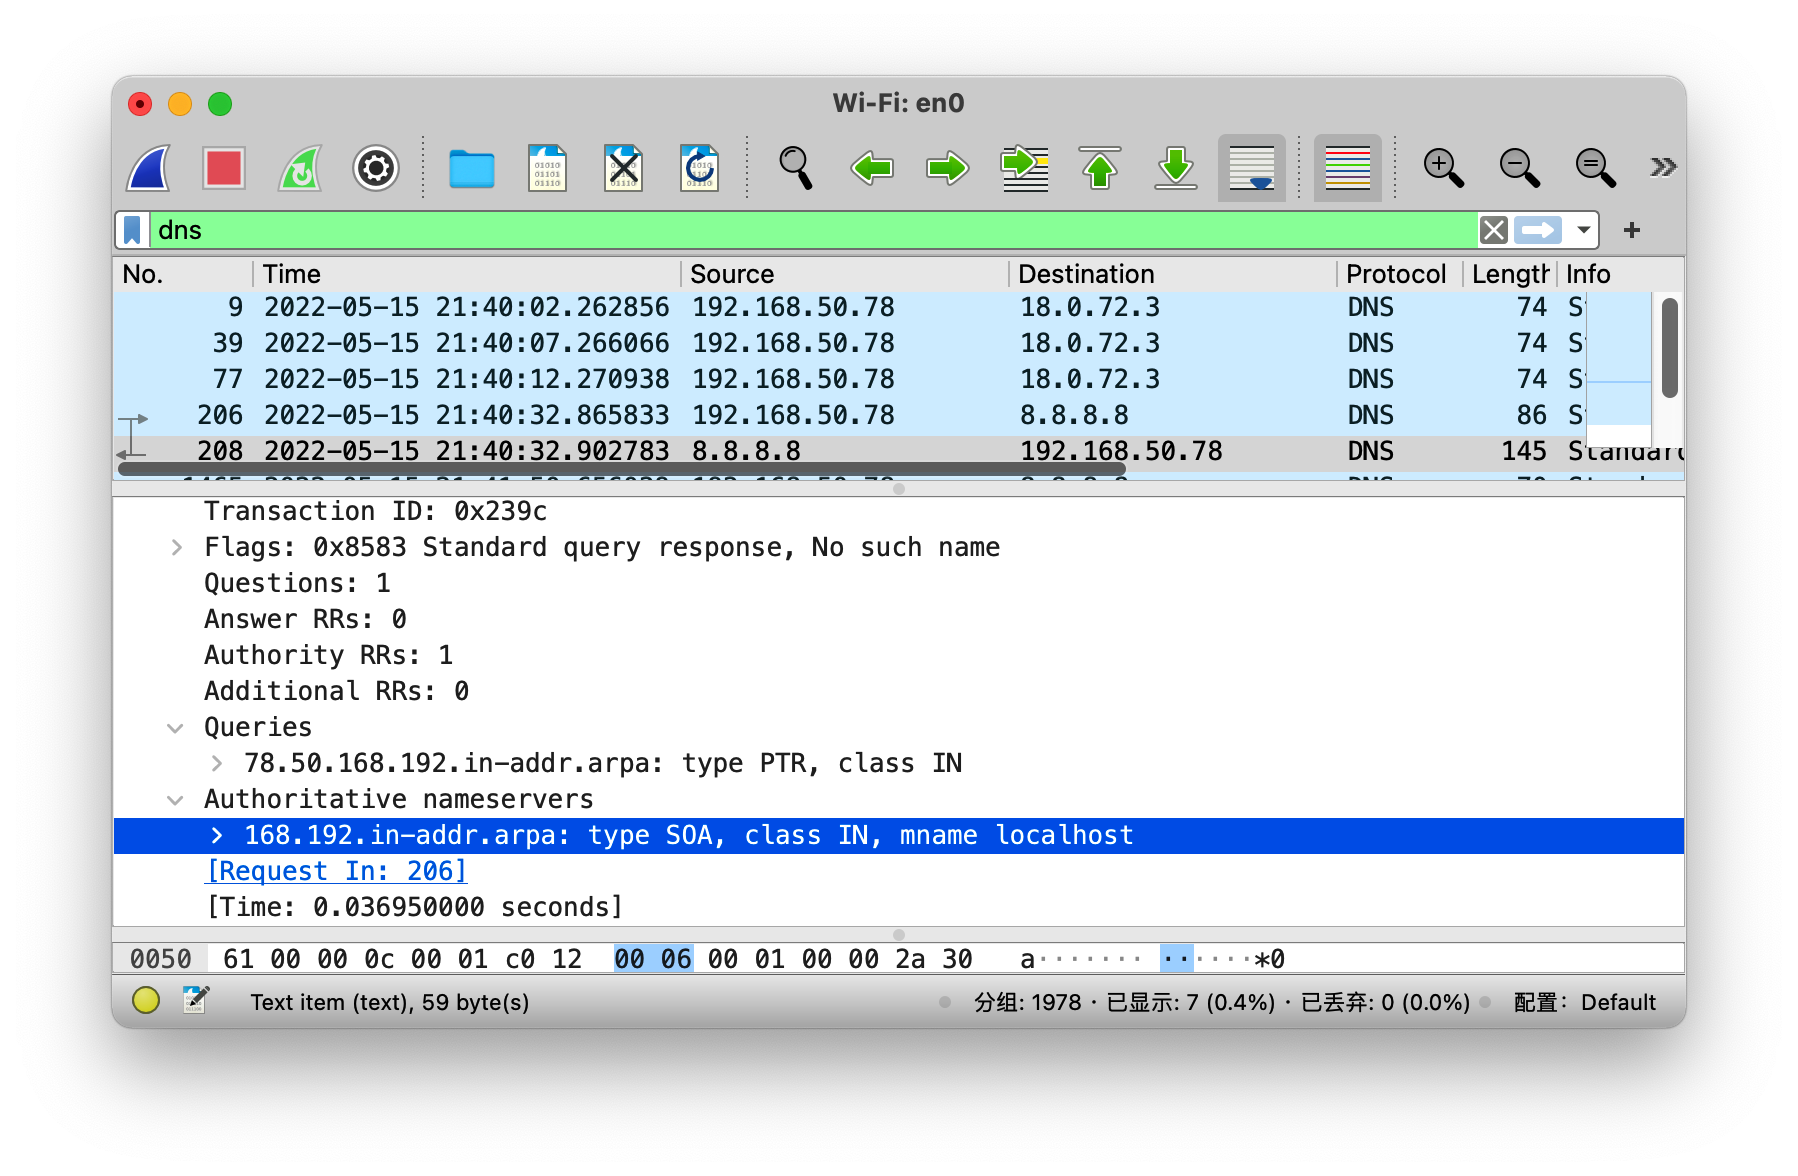 Wi-Fi: en0
dns
No. Time Source Destination Protocol Length Info
9 2022-05-15 21:40:02.262856 192.168.50.78 18.0.72.3 DNS 74
39 2022-05-15 21:40:07.266066 192.168.50.78 18.0.72.3 DNS 74
77 2022-05-15 21:40:12.270938 192.168.50.78 18.0.72.3 DNS 74
206 2022-05-15 21:40:32.865833 192.168.50.78 8.8.8.8 DNS 86
208 2022-05-15 21:40:32.902783 8.8.8.8 192.168.50.78 DNS 145 Standard
Transaction ID: 0x239c
Flags: 0x8583 Standard query response, No such name
Questions: 1
Answer RRs: 0
Authority RRs: 1
Additional RRs: 0
Queries
78.50.168.192.in-addr.arpa: type PTR, class IN
Authoritative nameservers
168.192.in-addr.arpa: type SOA, class IN, mname localhost
[Request In: 206]
[Time: 0.036950000 seconds]
0050 61 00 00 0c 00 01 c0 12 00 06 00 01 00 00 2a 30 a······· ······*0
Text item (text), 59 byte(s) 分组: 1978 · 已显示: 7 (0.4%) · 已丢弃: 0 (0.0%) 配置: Default